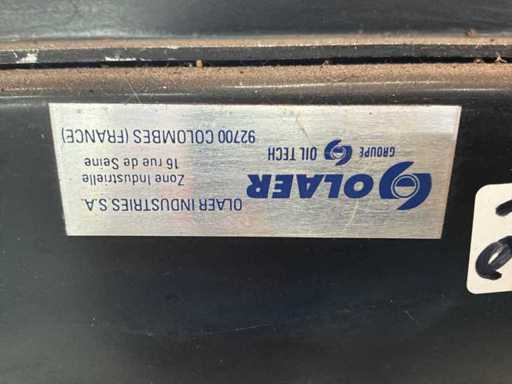 OLAER
GROUPE OIL TECH
OLAER INDUSTRIES S.A.
Zone Industrielle
16 rue de Seine
92700 COLOMBES (FRANCE)